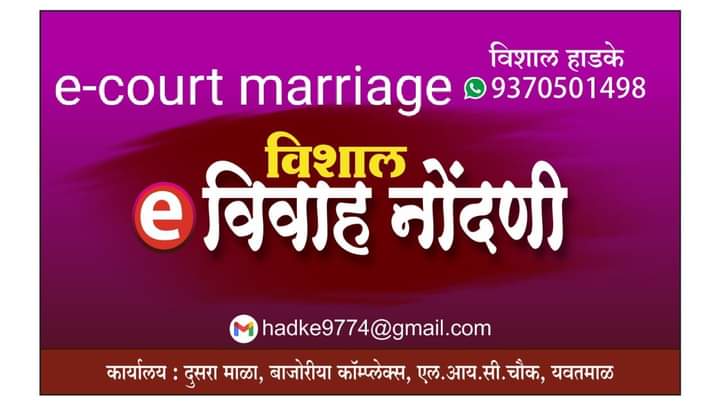 विशाल हाडके
e-court marriage 9370501498
विशाल
e विवाह नोंदणी
hadke9774@gmail.com
कार्यालय : दुसरा माळा, बाजोरीया कॉम्प्लेक्स, एल.आय.सी.चौक, यवतमाळ